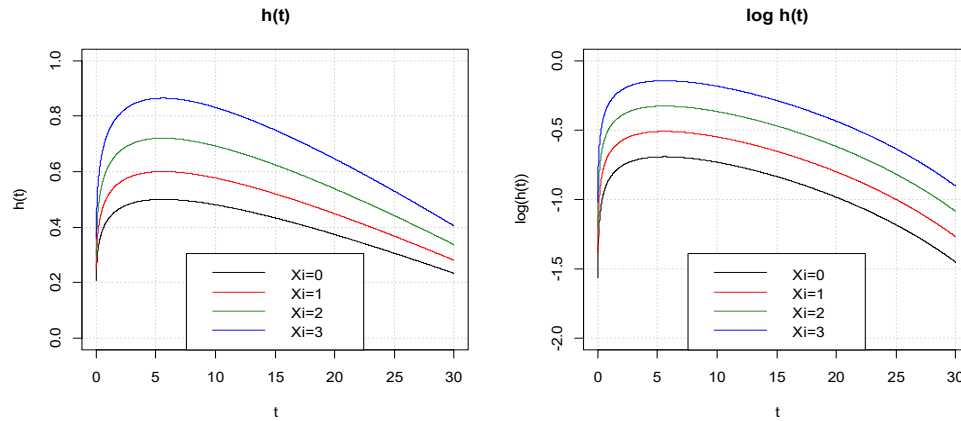 h(t)
h(t)
1.0
0.8
0.6
0.4
0.2
0.0
Xi=0
Xi=1
Xi=2
Xi=3
0 5 10 15 20 25 30
t
log h(t)
log(h(t))
0.0
-0.5
-1.0
-1.5
-2.0
Xi=0
Xi=1
Xi=2
Xi=3
0 5 10 15 20 25 30
t